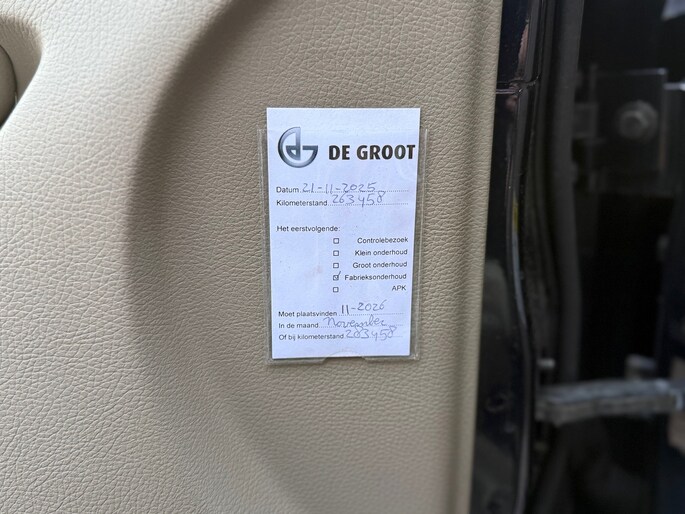 DE GROOT
Datum 21-11-2025
Kilometerstand 263458
Het eerstvolgende:
Controlebezoek
Klein onderhoud
Groot onderhoud
Fabrieksonderhoud
APK
Moet plaatsvinden 11-2026
In de maand November
Of bij kilometerstand 283458